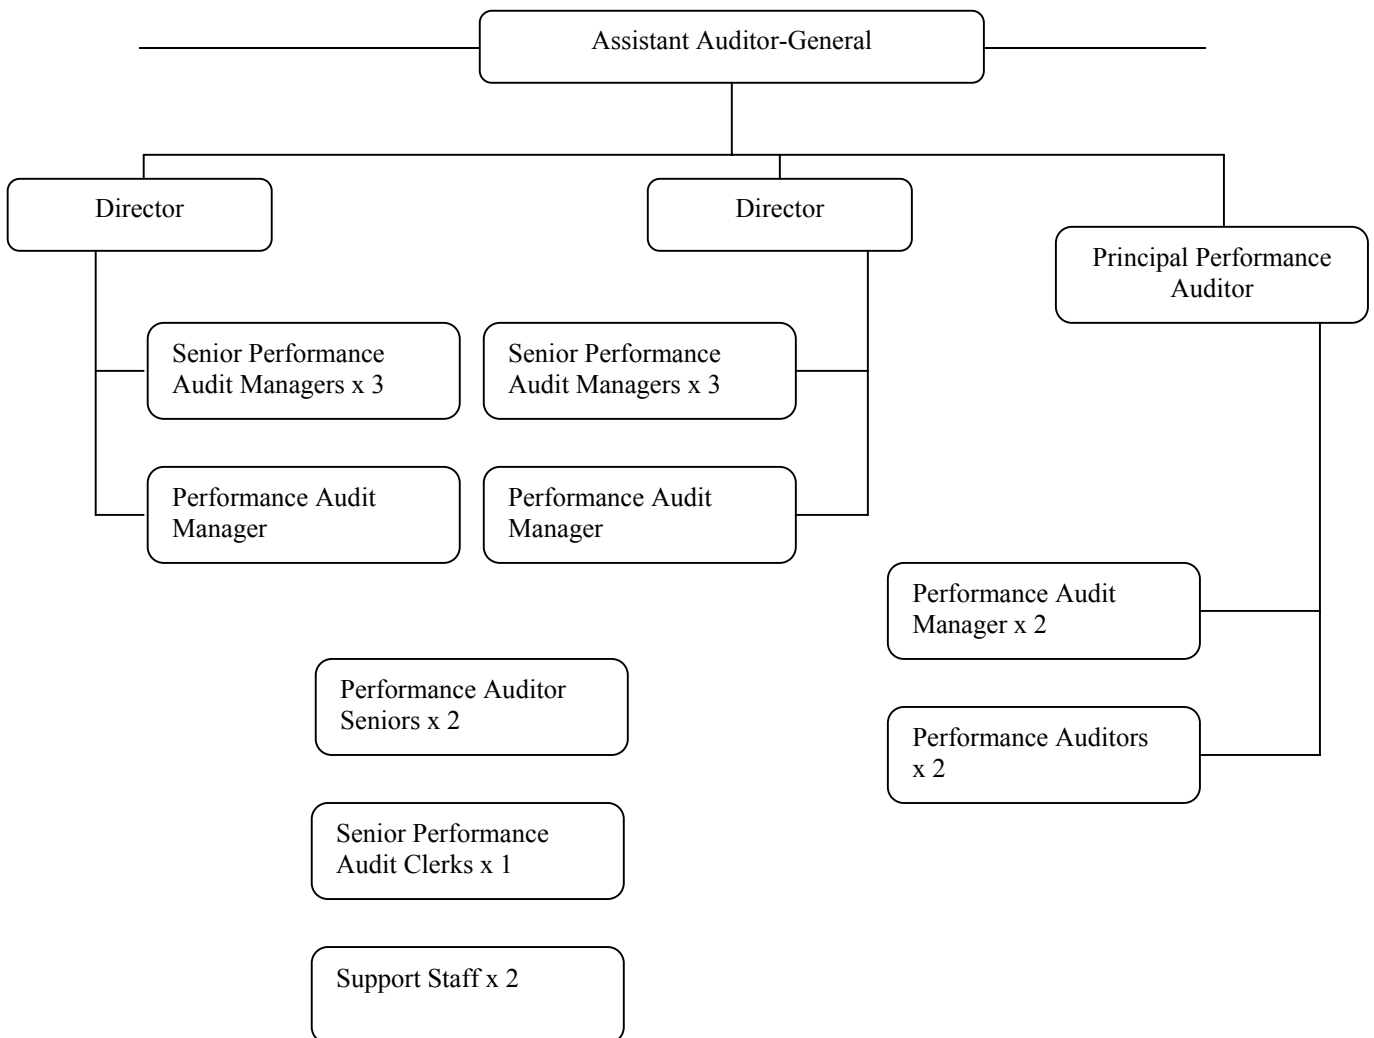 Assistant Auditor-General
Director
Director
Principal Performance
Auditor
Senior Performance
Audit Managers x 3
Senior Performance
Audit Managers x 3
Performance Audit
Manager
Performance Audit
Manager
Performance Audit
Manager x 2
Performance Auditor
Seniors x 2
Performance Auditors
x 2
Senior Performance
Audit Clerks x 1
Support Staff x 2